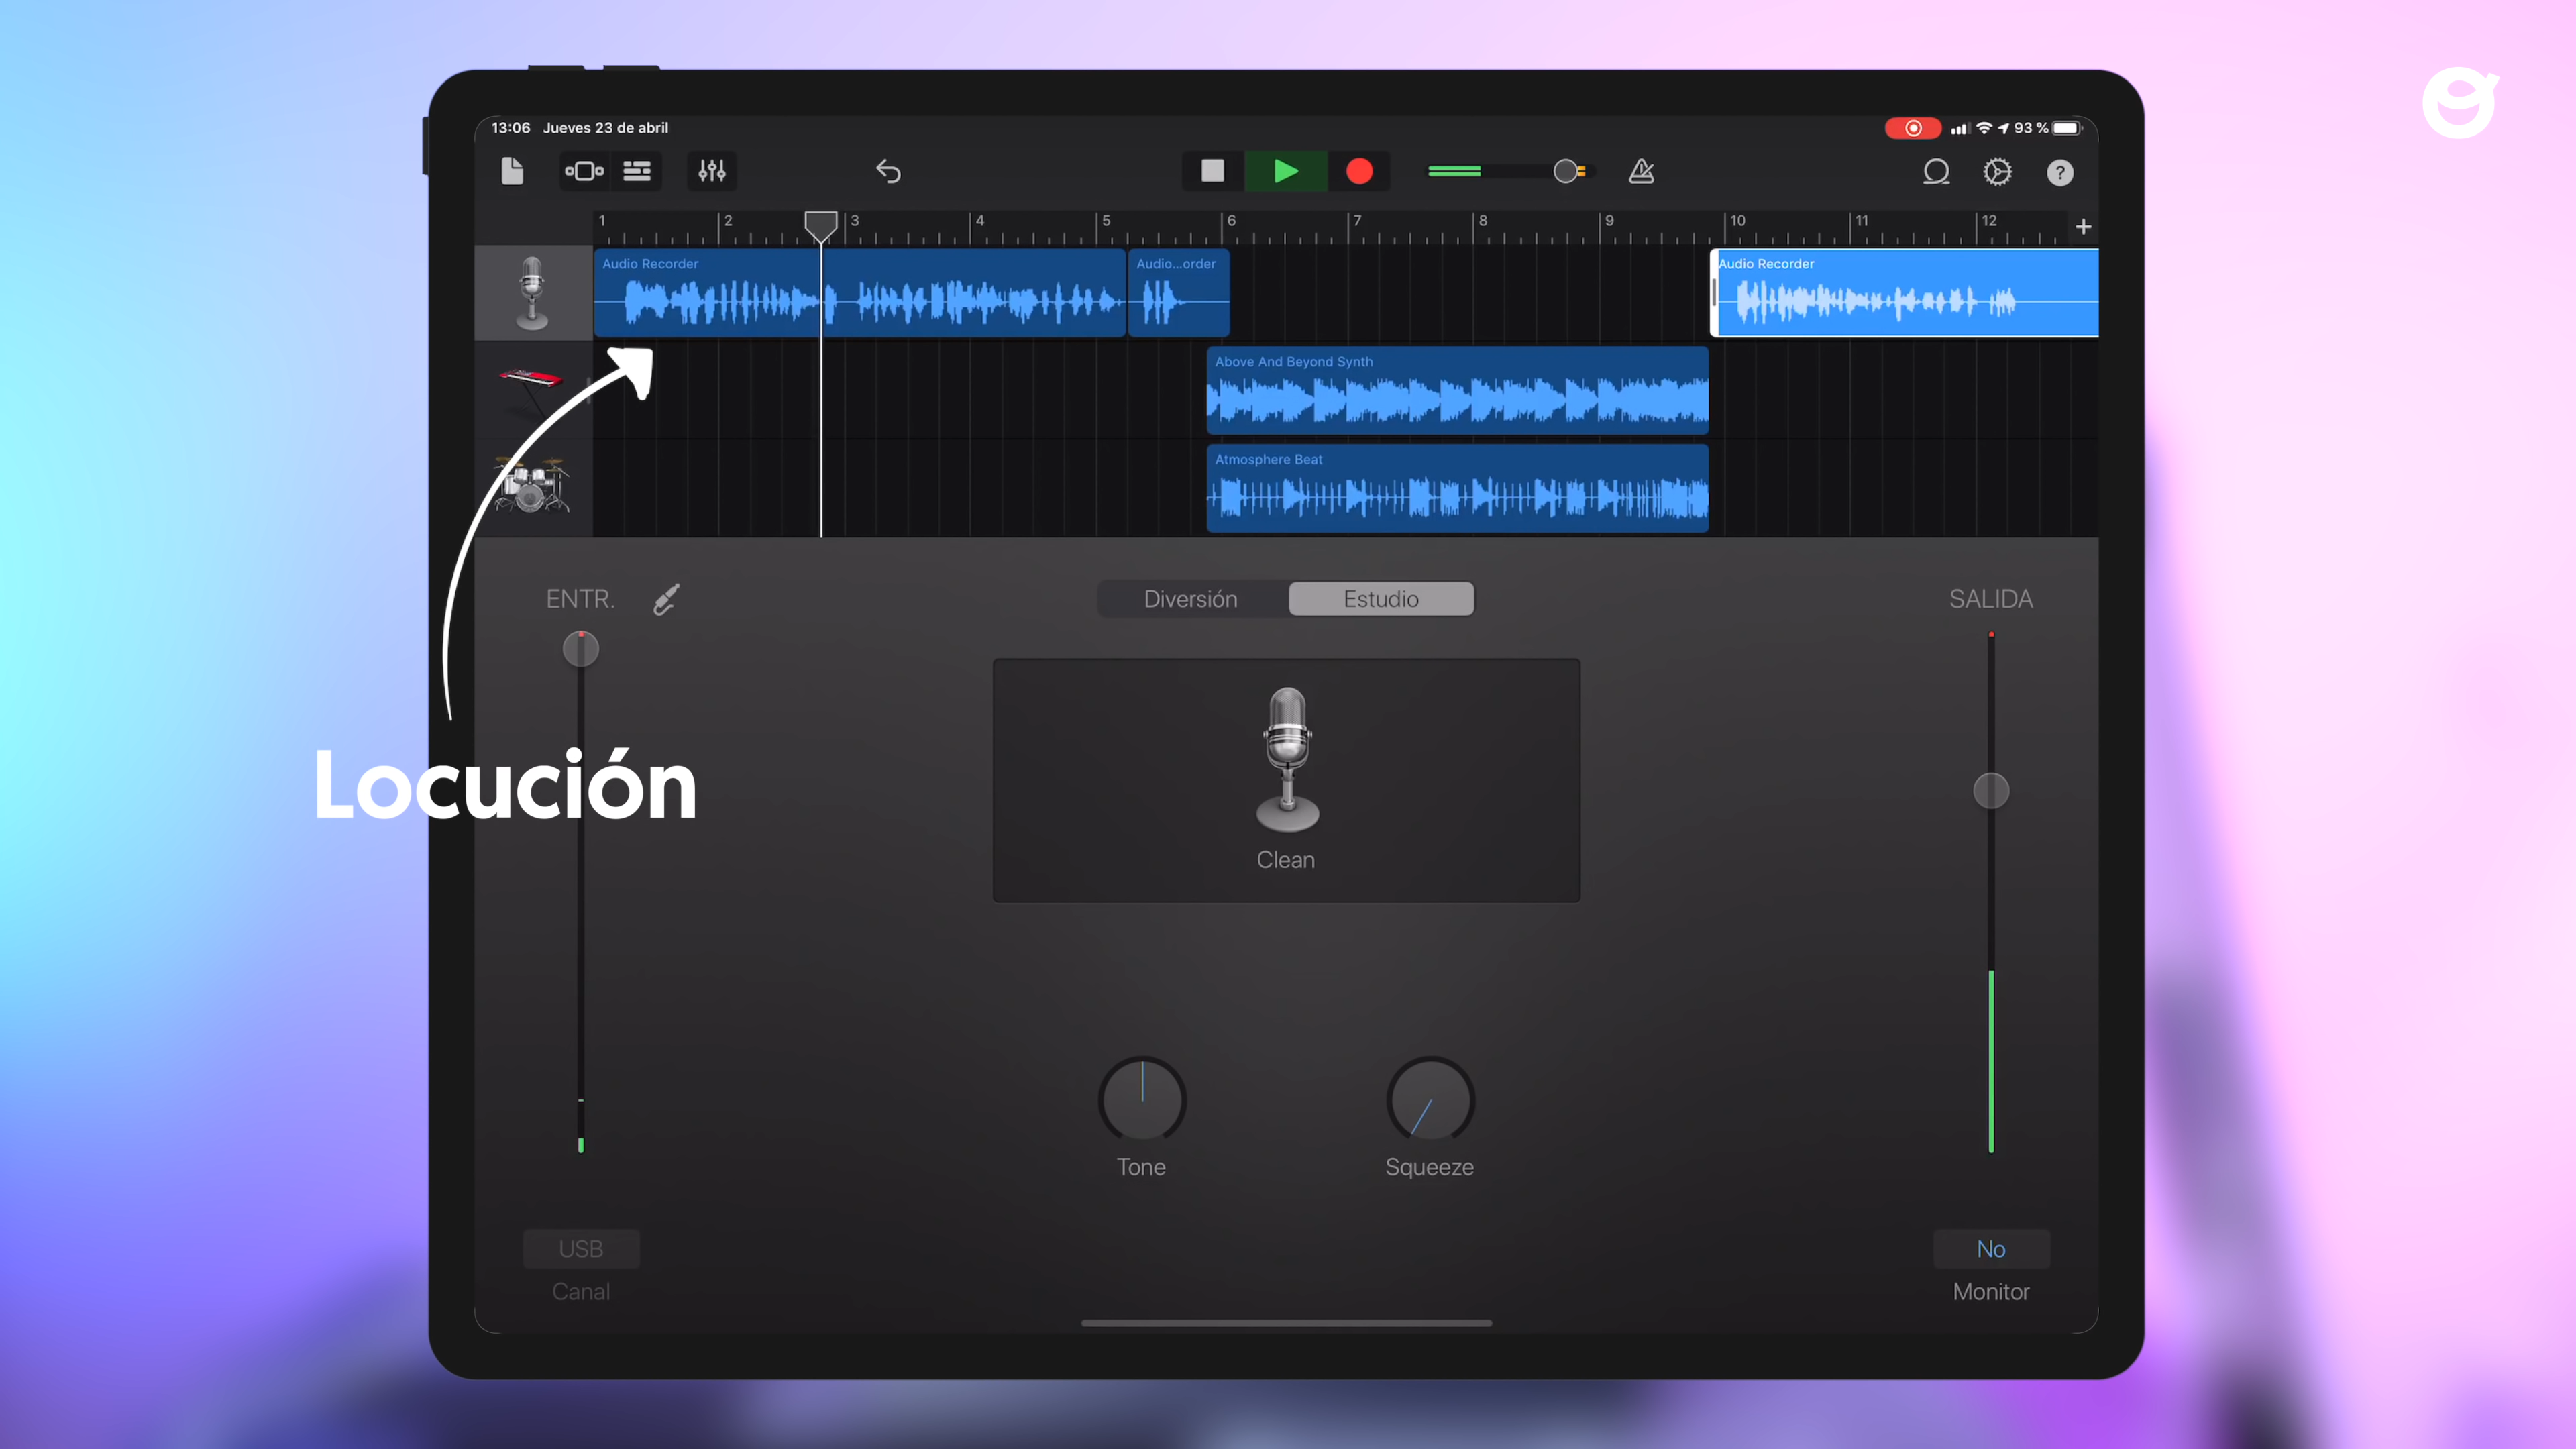 13:06 Jueves 23 de abril
93 %
?
1 2 3 4 5 6 7 8 9 10 11 12 +
Audio Recorder
Audio...order
Audio Recorder
Above And Beyond Synth
Atmosphere Beat
ENTR.
Diversión
Estudio
SALIDA
Locución
Clean
Tone
Squeeze
USB
Canal
No
Monitor